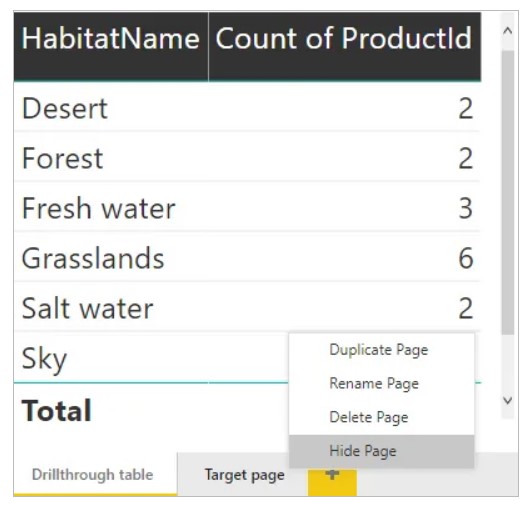 HabitatName Count of ProductId
Desert 2
Forest 2
Fresh water 3
Grasslands 6
Salt water 2
Sky
Total
Duplicate Page
Rename Page
Delete Page
Hide Page
Drillthrough table Target page +